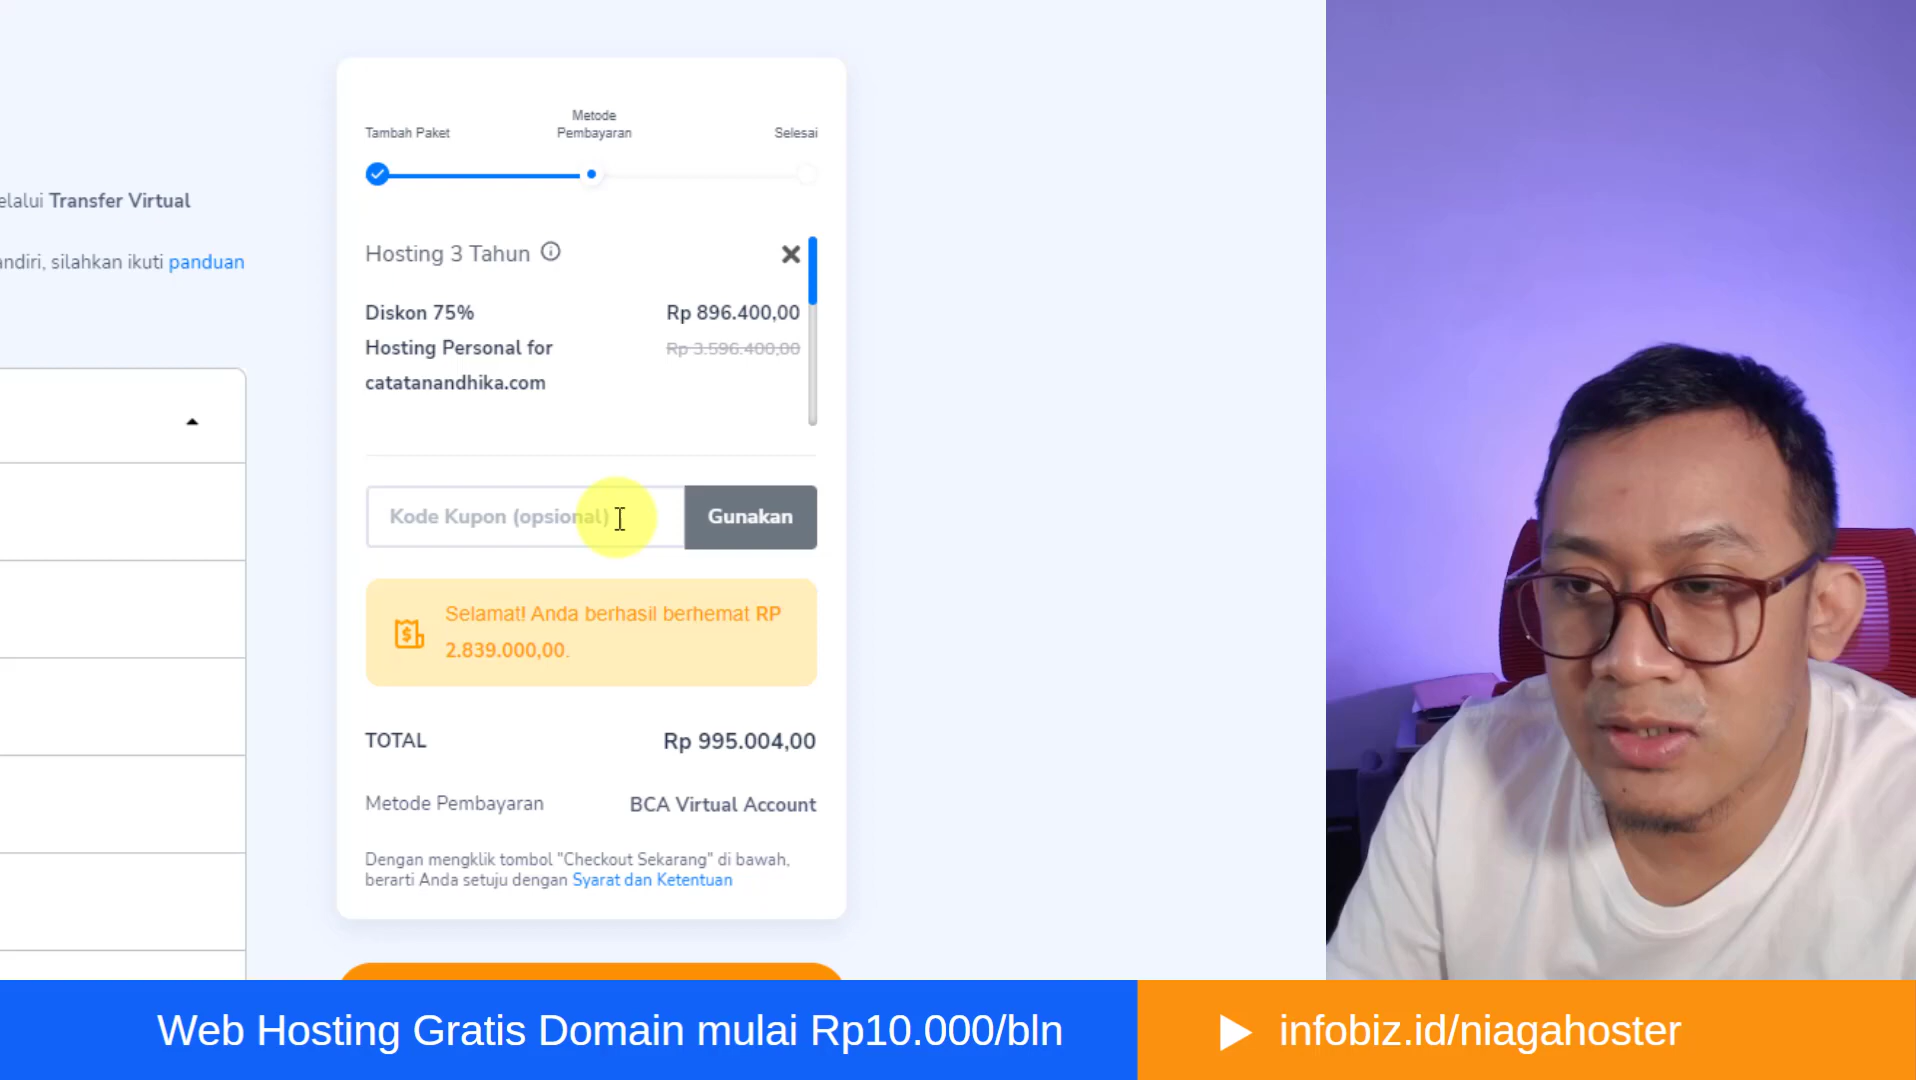 Tambah Paket
Metode
Pembayaran
Selesai
elalui Transfer Virtual
andiri, silahkan ikuti panduan
Hosting 3 Tahun
Diskon 75%
Rp 896.400,00
Hosting Personal for
Rp 3.596.400,00
catatanandhika.com
Kode Kupon (opsional)
Gunakan
Selamat! Anda berhasil berhemat RP
2.839.000,00.
TOTAL
Rp 995.004,00
Metode Pembayaran
BCA Virtual Account
Dengan mengklik tombol "Checkout Sekarang" di bawah,
berarti Anda setuju dengan Syarat dan Ketentuan
Web Hosting Gratis Domain mulai Rp10.000/bln
infobiz.id/niagahoster